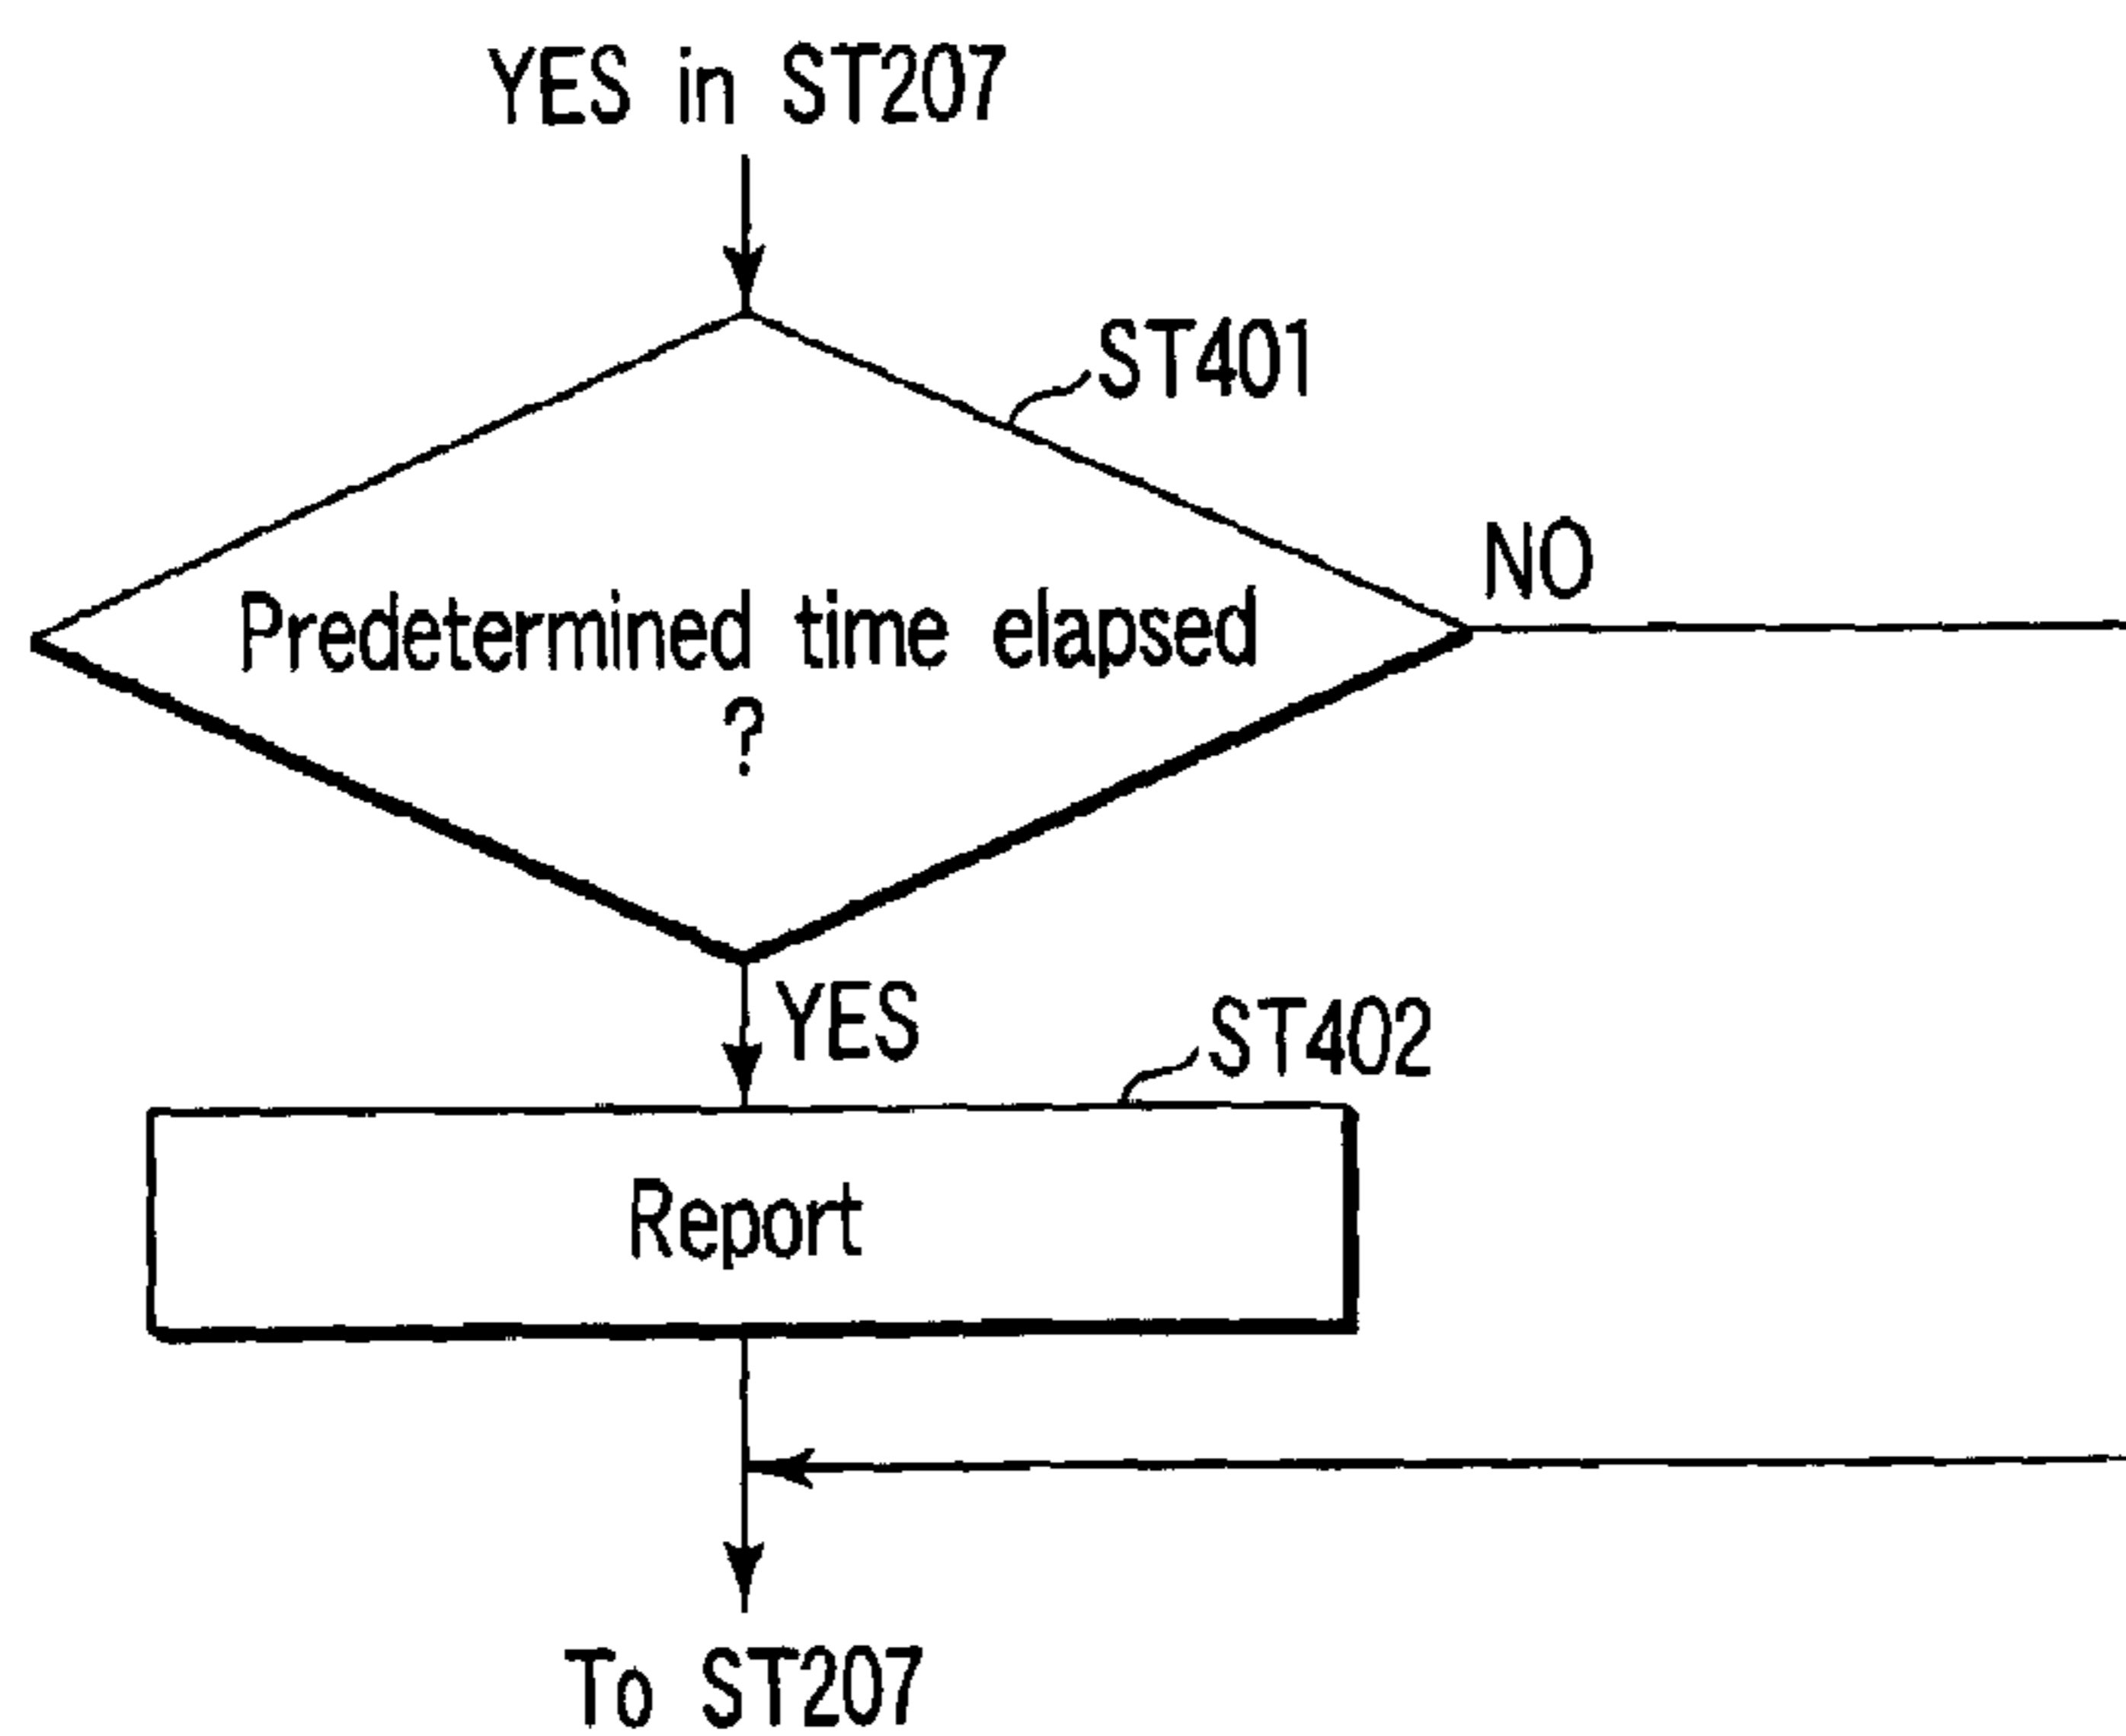 YES in ST207
ST401
NO
Predetermined time elapsed
?
YES
ST402
Report
To ST207